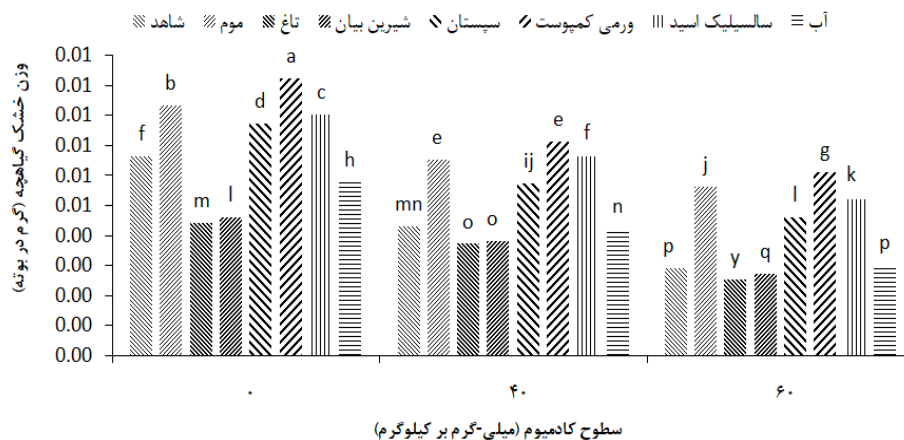 شاهد موم تاغ شیرین بیان سپستان ورمی کمپوست سالسیلیک اسید آب
وزن خشک گیاهچه (گرم در بوته)
0.01
0.01
0.01
0.01
0.01
0.01
0.00
0.00
0.00
0.00
0.00
f b m l d a c h
mn e o o ij e f n
p j y q l g k p
۰ ۴۰ ۶۰
سطوح کادمیوم (میلی-گرم بر کیلوگرم)